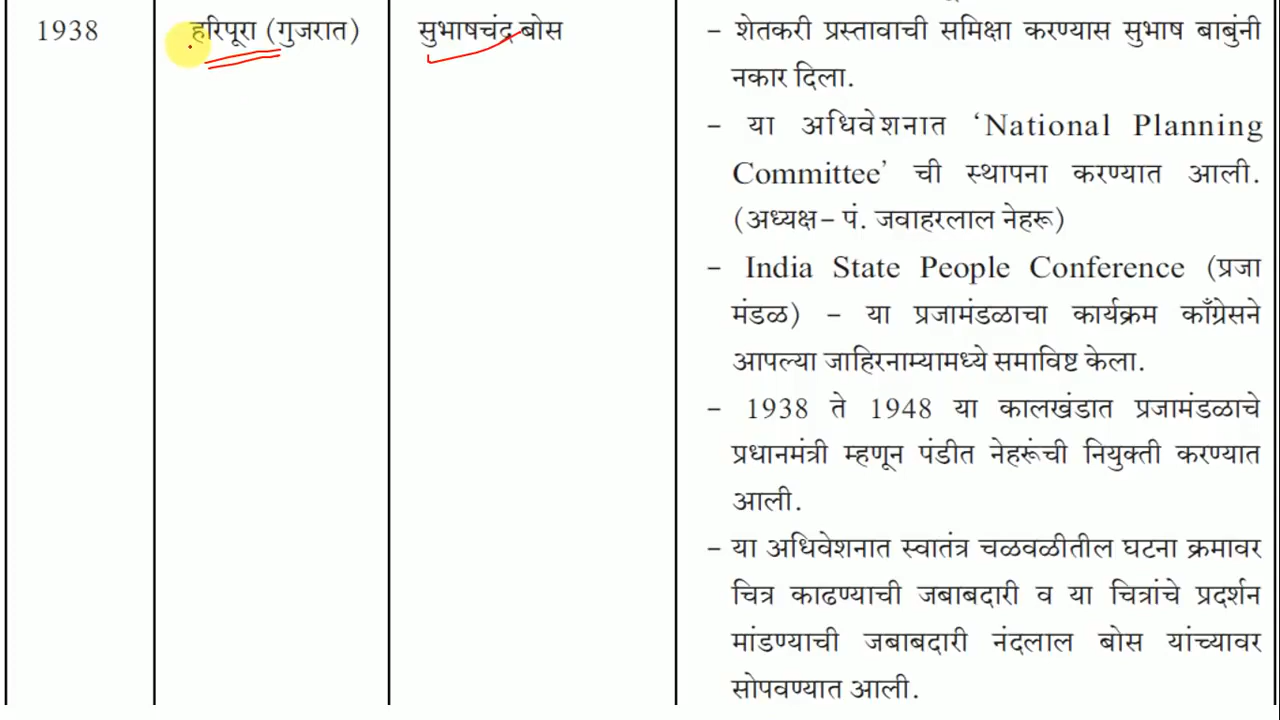 1938
हरिपूरा (गुजरात)
सुभाषचंद्र बोस
– शेतकरी प्रस्तावाची समिक्षा करण्यास सुभाष बाबुंनी
नकार दिला.
– या अधिवेशनात ‘National Planning
Committee’ ची स्थापना करण्यात आली.
(अध्यक्ष– पं. जवाहरलाल नेहरू)
– India State People Conference (प्रजा
मंडळ) – या प्रजामंडळाचा कार्यक्रम काँग्रेसने
आपल्या जाहिरनाम्यामध्ये समाविष्ट केला.
– 1938 ते 1948 या कालखंडात प्रजामंडळाचे
प्रधानमंत्री म्हणून पंडीत नेहरूंची नियुक्ती करण्यात
आली.
– या अधिवेशनात स्वातंत्र चळवळीतील घटना क्रमावर
चित्र काढण्याची जबाबदारी व या चित्रांचे प्रदर्शन
मांडण्याची जबाबदारी नंदलाल बोस यांच्यावर
सोपवण्यात आली.